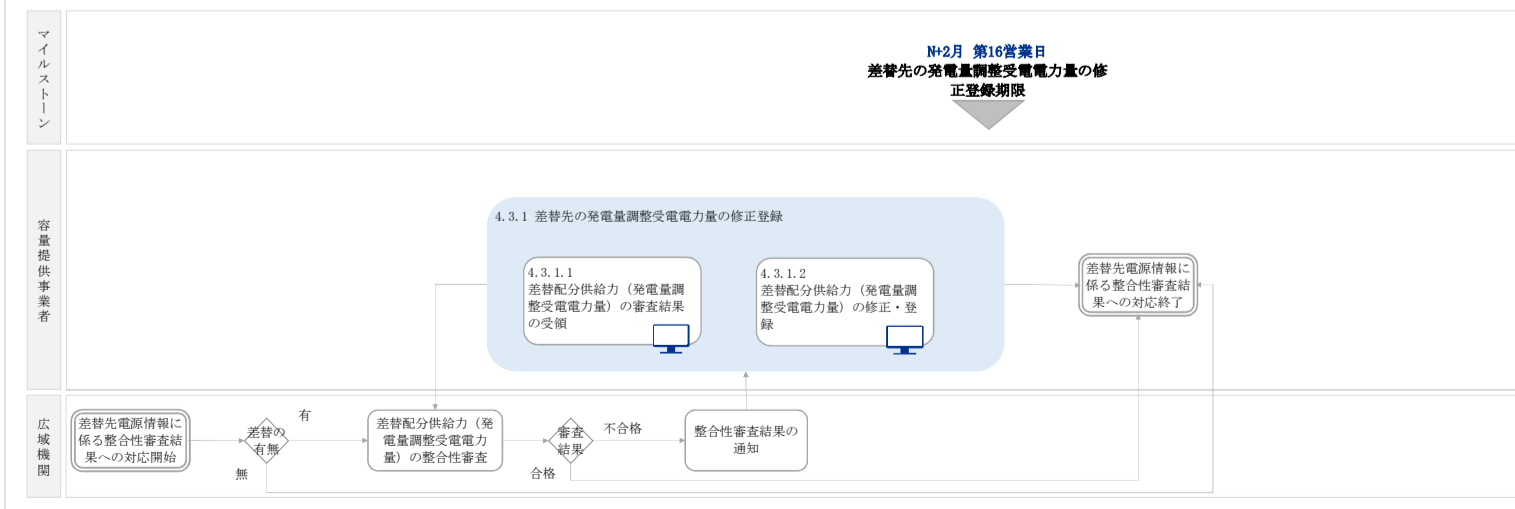 マイルストーン
N+2月 第16営業日
差替先の発電量調整受電電力量の修
正登録期限
容量提供事業者
4.3.1 差替先の発電量調整受電電力量の修正登録
4.3.1.1
差替配分供給力（発電量調
整受電電力量）の審査結果
の受領
4.3.1.2
差替配分供給力（発電量調
整受電電力量）の修正・登
録
差替先電源情報に
係る整合性審査結
果への対応終了
広域機関
差替先電源情報に
係る整合性審査結
果への対応開始
差替の
有無
有
無
差替配分供給力（発
電量調整受電電力
量）の整合性審査
審査
結果
不合格
合格
整合性審査結果の
通知